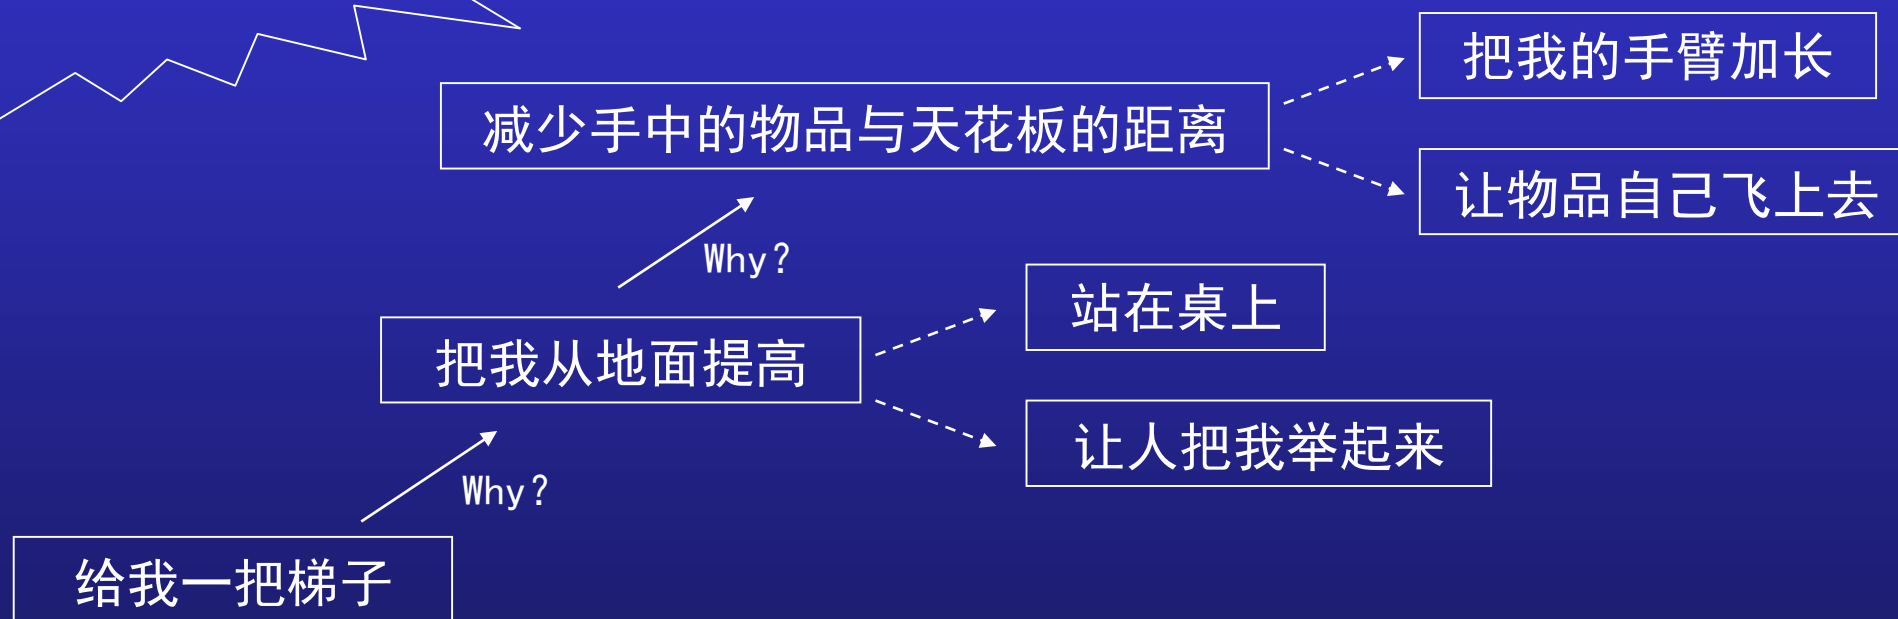 把我的手臂加长
减少手中的物品与天花板的距离
让物品自己飞上去
Why?
站在桌上
把我从地面提高
让人把我举起来
Why?
给我一把梯子